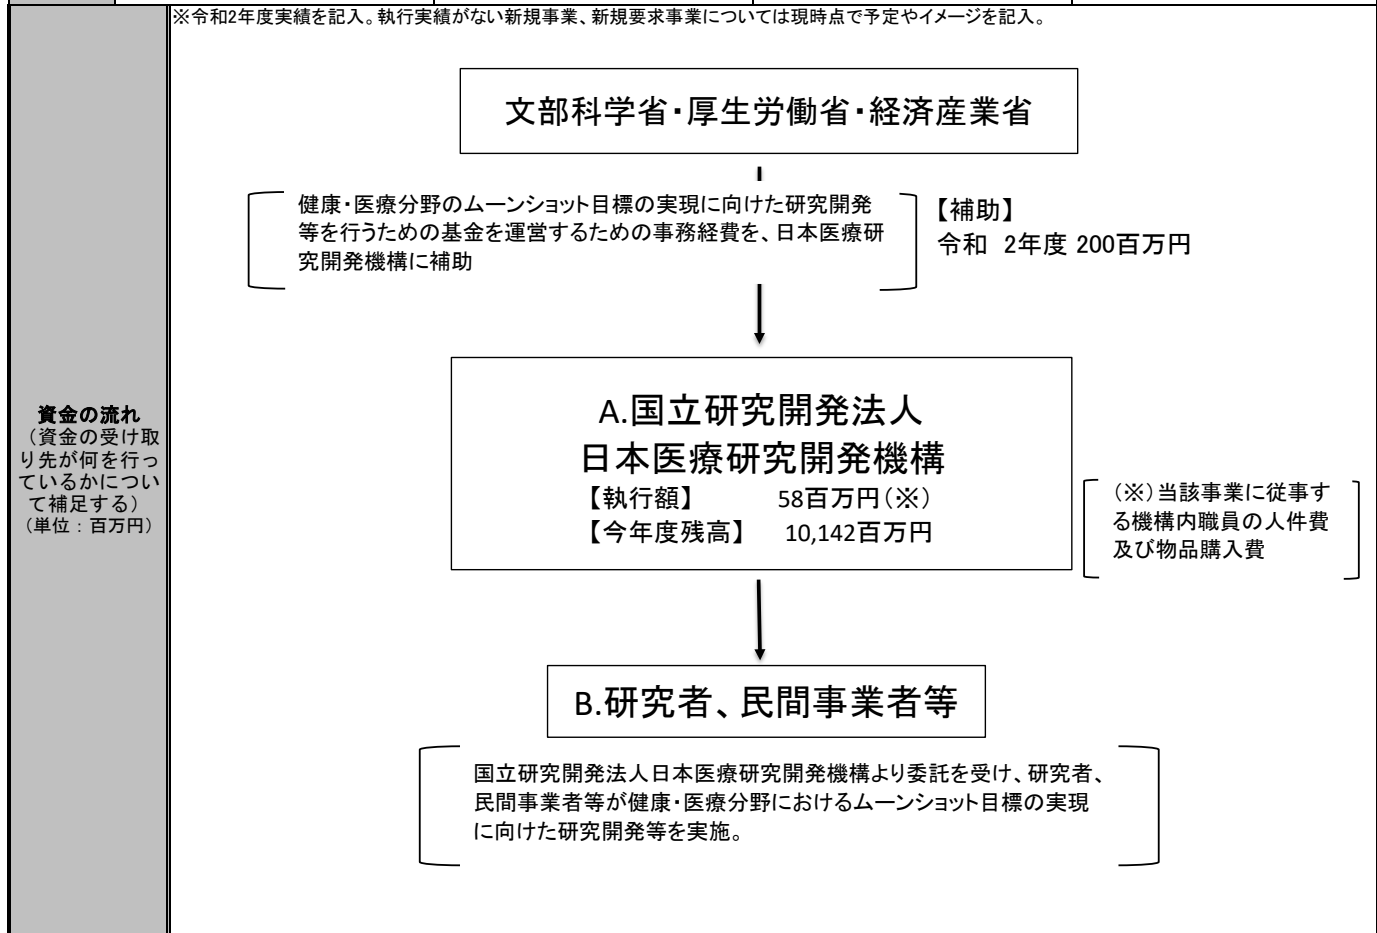 ※令和2年度実績を記入。執行実績がない新規事業、新規要求事業については現時点で予定やイメージを記入。
文部科学省・厚生労働省・経済産業省
健康・医療分野のムーンショット目標の実現に向けた研究開発
等を行うための基金を運営するための事務経費を、日本医療研
究開発機構に補助
【補助】
令和 2年度 200百万円
資金の流れ
（資金の受け取
り先が何を行っ
ているかについ
て補足する）
（単位：百万円）
A.国立研究開発法人
日本医療研究開発機構
【執行額】 58百万円（※）
【今年度残高】 10,142百万円
（※）当該事業に従事す
る機構内職員の人件費
及び物品購入費
B.研究者、民間事業者等
国立研究開発法人日本医療研究開発機構より委託を受け、研究者、
民間事業者等が健康・医療分野におけるムーンショット目標の実現
に向けた研究開発等を実施。